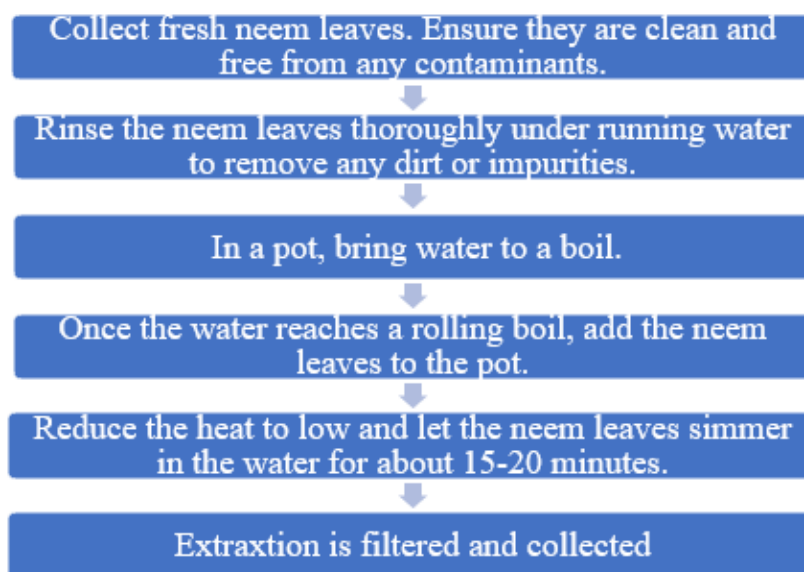 Collect fresh neem leaves. Ensure they are clean and
free from any contaminants.
Rinse the neem leaves thoroughly under running water
to remove any dirt or impurities.
In a pot, bring water to a boil.
Once the water reaches a rolling boil, add the neem
leaves to the pot.
Reduce the heat to low and let the neem leaves simmer
in the water for about 15-20 minutes.
Extraxtion is filtered and collected